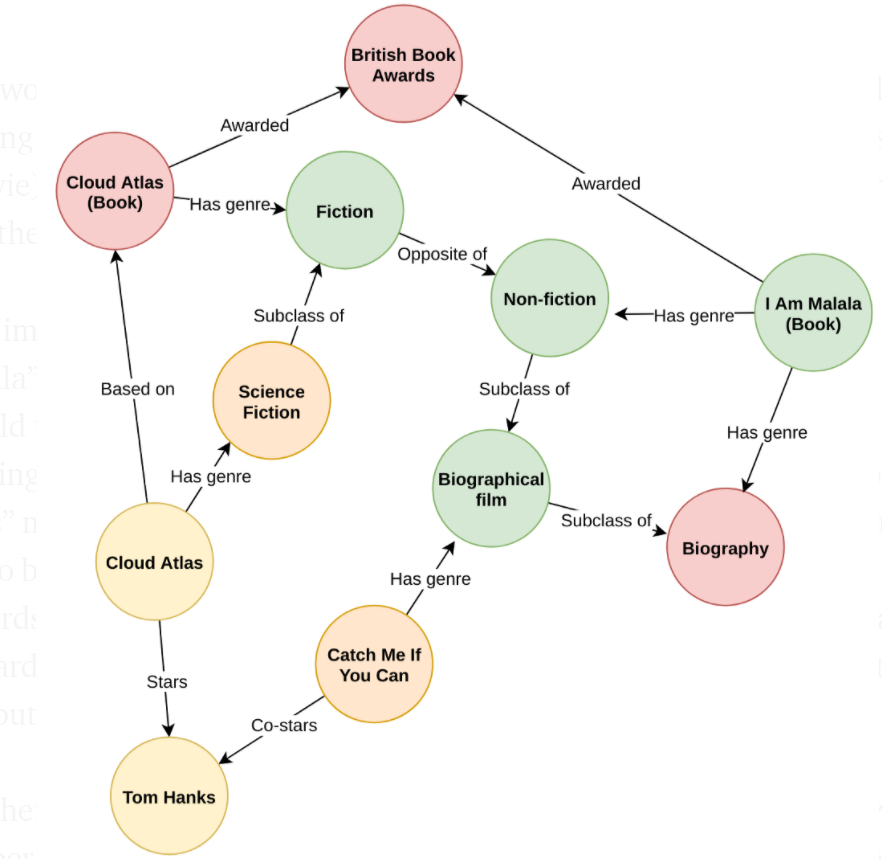 British Book
Awards
Awarded
Awarded
Cloud Atlas
(Book)
Has genre
Fiction
Opposite of
Non-fiction
Has genre
I Am Malala
(Book)
Subclass of
Based on
Science
Fiction
Subclass of
Has genre
Has genre
Biographical
film
Subclass of
Biography
Cloud Atlas
Has genre
Catch Me If
You Can
Stars
Co-stars
Tom Hanks